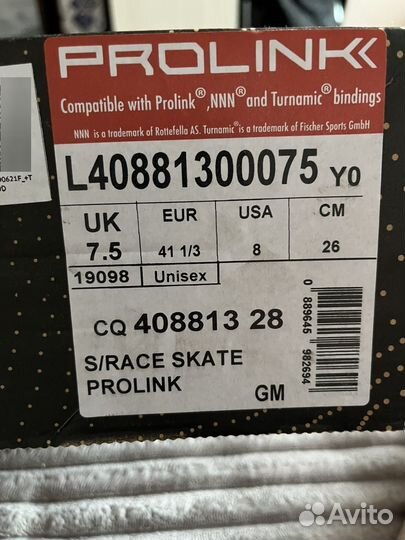 PROLINK
Compatible with Prolink®, NNN® and Turnamic® bindings
NNN is a trademark of Rottefella AS. Turnamic® is a trademark of Fischer Sports GmbH
L40881300075 Y0
UK EUR USA CM
7.5 41 1/3 8 26
19098 Unisex
CQ 408813 28
S/RACE SKATE
PROLINK
GM
0 889645 982694
Avito